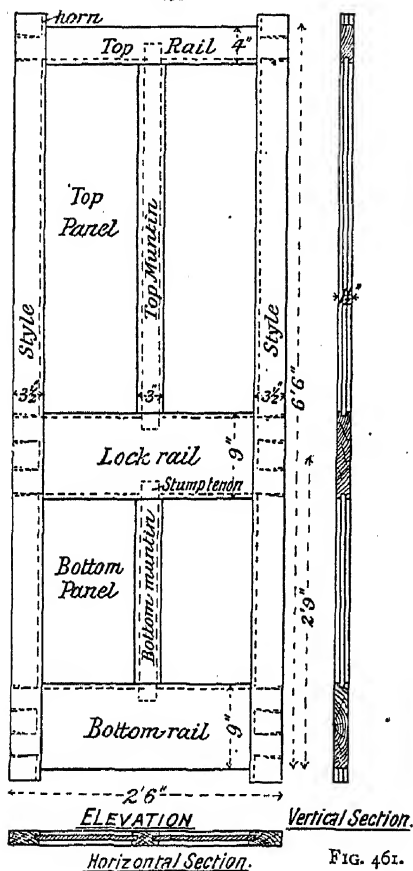 horn
Top Rail
4"
Top
Panel
Top Muntin
Style
Style
3½"
3"
6'6"
Lock rail
9"
Stump tenon
Bottom
Panel
Bottom muntin
2'9"
Bottom rail
9"
2'6"
ELEVATION
Vertical Section.
Horizontal Section.
FIG. 461.